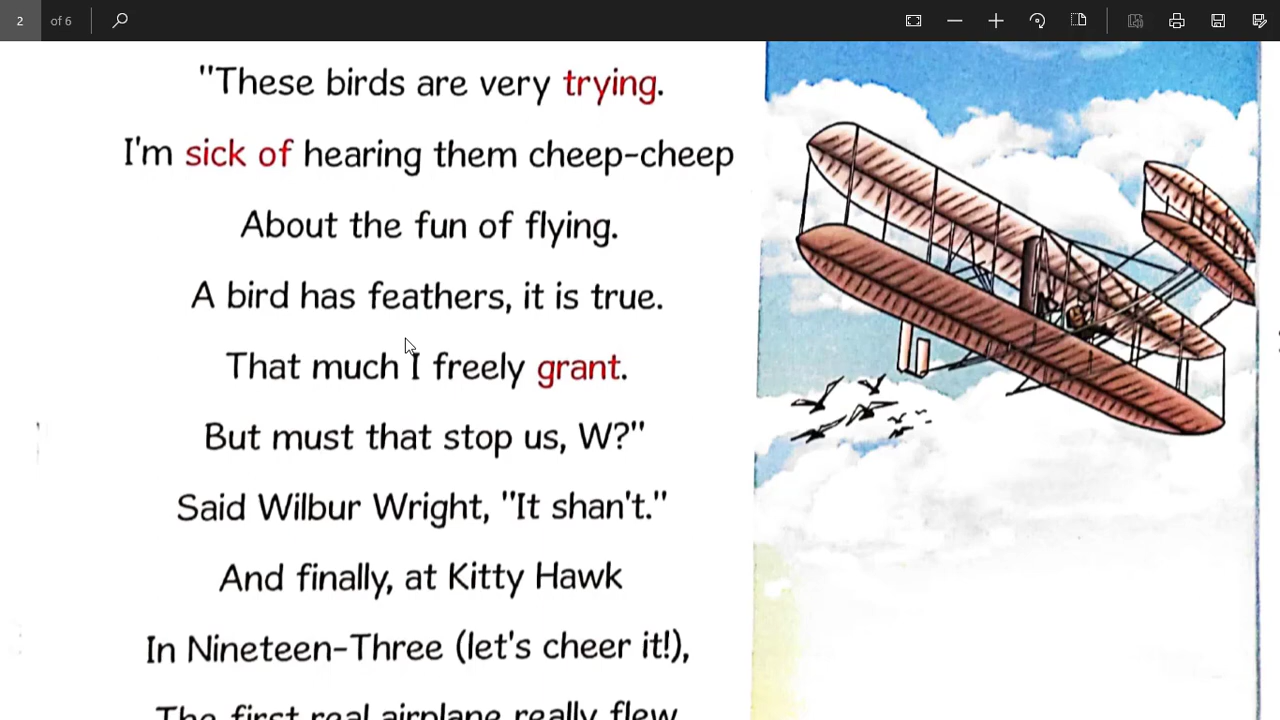 2 of 6
"These birds are very trying.
I'm sick of hearing them cheep-cheep
About the fun of flying.
A bird has feathers, it is true.
That much I freely grant.
But must that stop us, W?"
Said Wilbur Wright, "It shan't."
And finally, at Kitty Hawk
In Nineteen-Three (let's cheer it!),
The first real airplane really flew